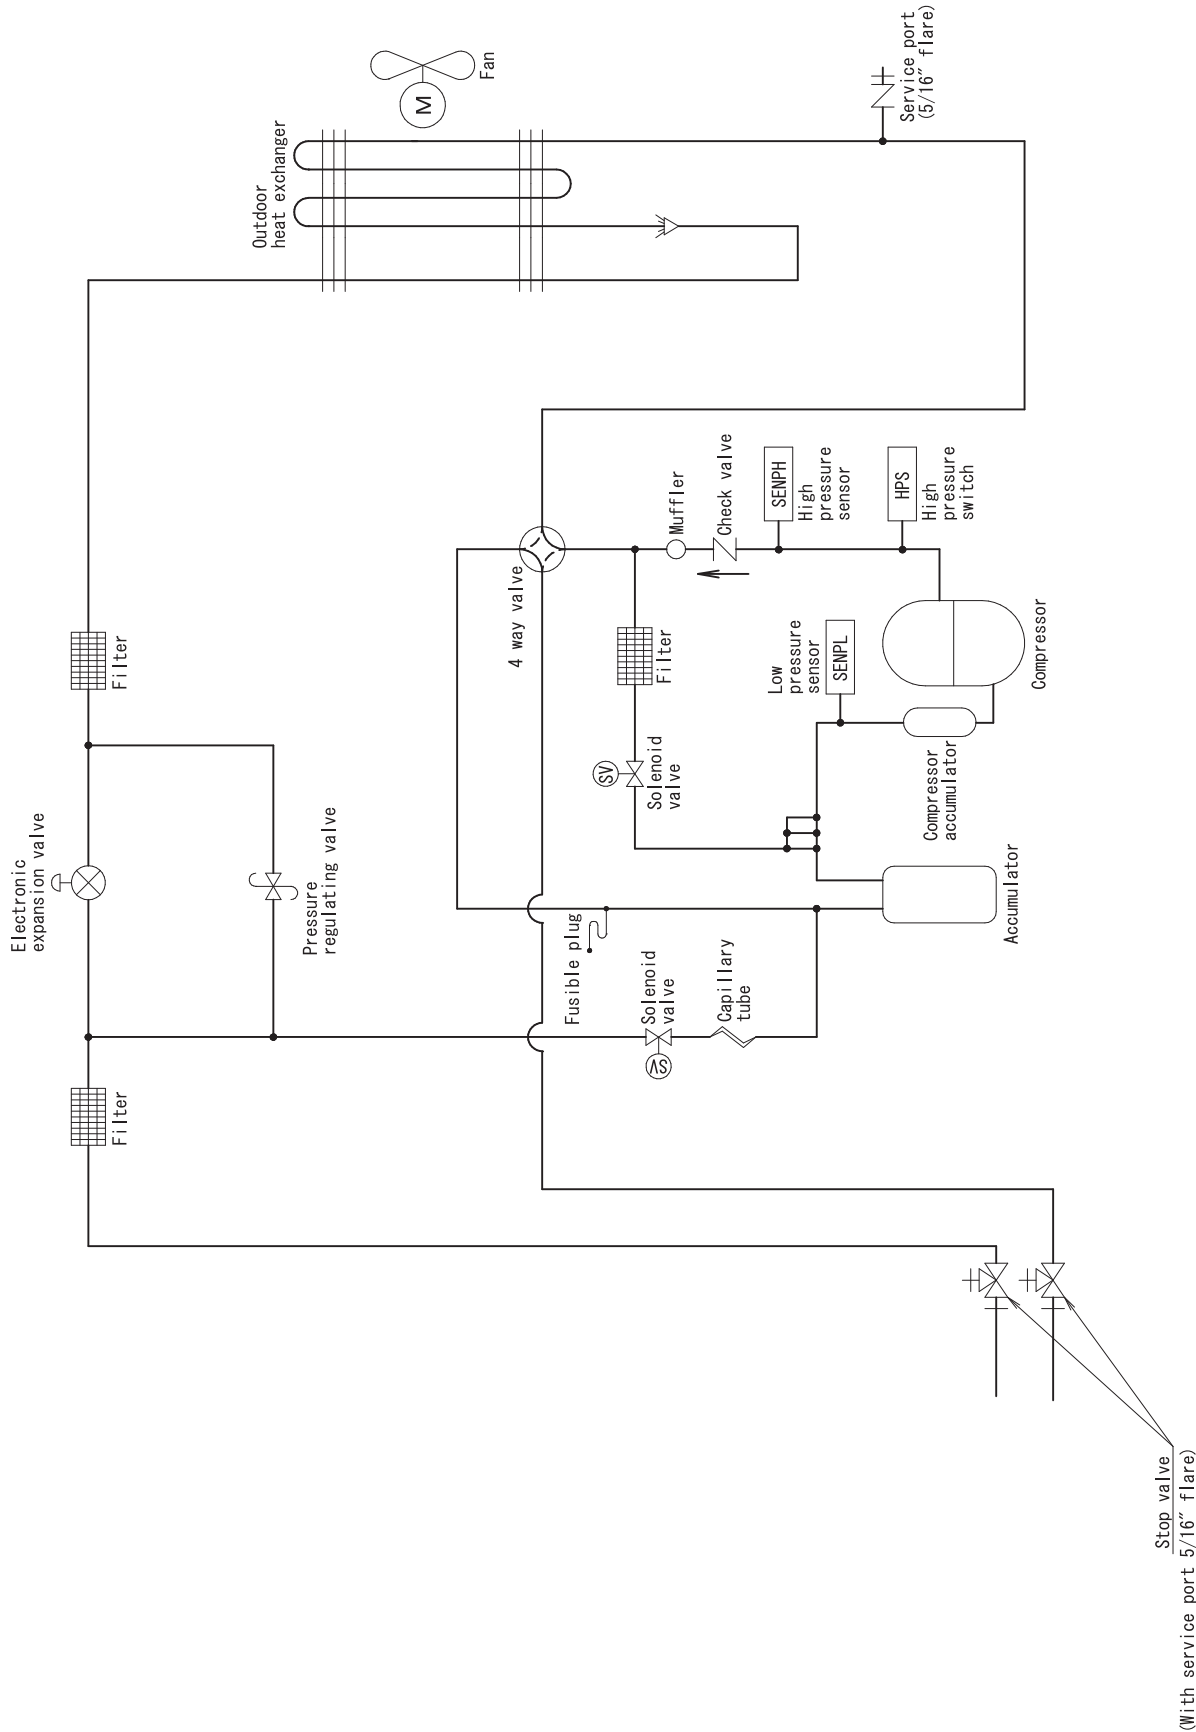 Electronic
expansion valve
Filter
Filter
Pressure
regulating valve
Outdoor
heat exchanger
M
Fan
Service port
(5/16″ flare)
4 way valve
Muffler
Check valve
SENPH
High
pressure
sensor
HPS
High
pressure
switch
Filter
SV
Solenoid
valve
Low
pressure
sensor
SENPL
Compressor
Compressor
accumulator
Accumulator
Fusible plug
Solenoid
valve
SV
Capillary
tube
Stop valve
(With service port 5/16″ flare)